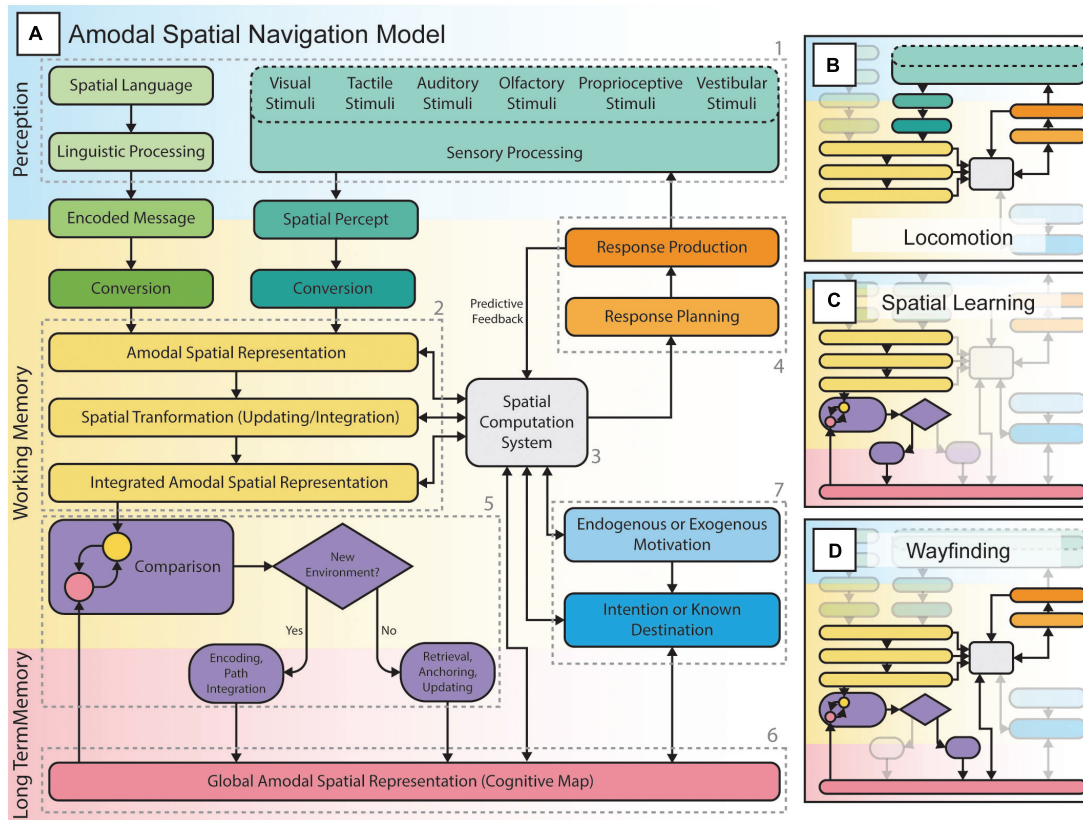 A
Amodal Spatial Navigation Model
1
Perception
Spatial Language
Linguistic Processing
Visual
Stimuli
Tactile
Stimuli
Auditory
Stimuli
Olfactory
Stimuli
Proprioceptive
Stimuli
Vestibular
Stimuli
Sensory Processing
Working Memory
Encoded Message
Spatial Percept
Conversion
Conversion
2
Amodal Spatial Representation
Spatial Tranformation (Updating/Integration)
Integrated Amodal Spatial Representation
Response Production
Response Planning
4
Predictive
Feedback
Spatial
Computation
System
3
5
Comparison
New
Environment?
Yes
No
Encoding,
Path
Integration
Retrieval,
Anchoring,
Updating
7
Endogenous or Exogenous
Motivation
Intention or Known
Destination
Long TermMemory
6
Global Amodal Spatial Representation (Cognitive Map)
B
Locomotion
C
Spatial Learning
D
Wayfinding